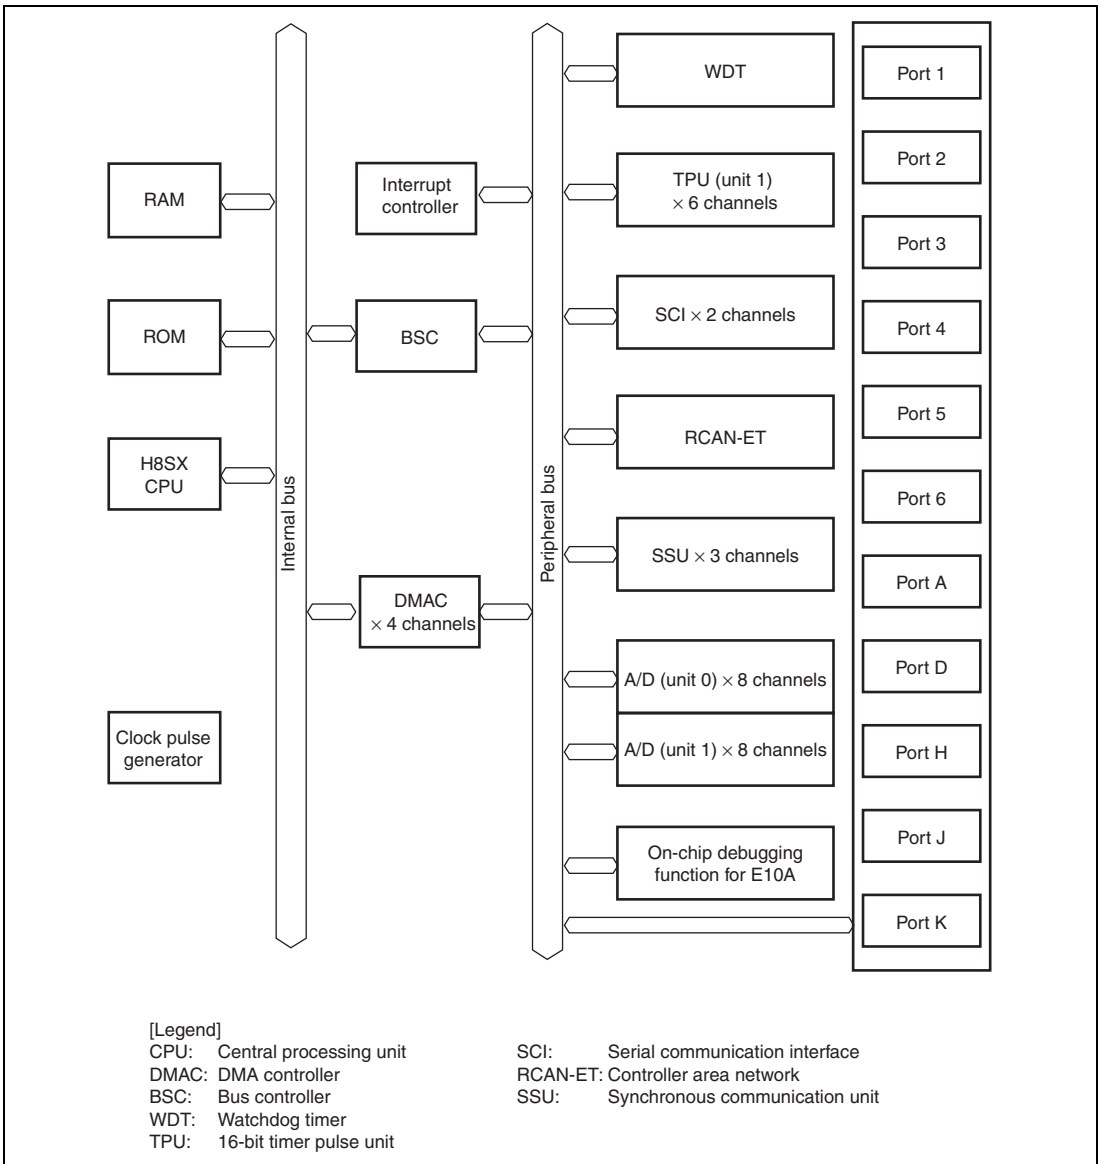 RAM
ROM
H8SX
CPU
Clock pulse
generator
Internal bus
Interrupt
controller
BSC
DMAC
× 4 channels
Peripheral bus
WDT
TPU (unit 1)
× 6 channels
SCI × 2 channels
RCAN-ET
SSU × 3 channels
A/D (unit 0) × 8 channels
A/D (unit 1) × 8 channels
On-chip debugging
function for E10A
Port 1
Port 2
Port 3
Port 4
Port 5
Port 6
Port A
Port D
Port H
Port J
Port K
[Legend]
CPU: Central processing unit
DMAC: DMA controller
BSC: Bus controller
WDT: Watchdog timer
TPU: 16-bit timer pulse unit
SCI: Serial communication interface
RCAN-ET: Controller area network
SSU: Synchronous communication unit